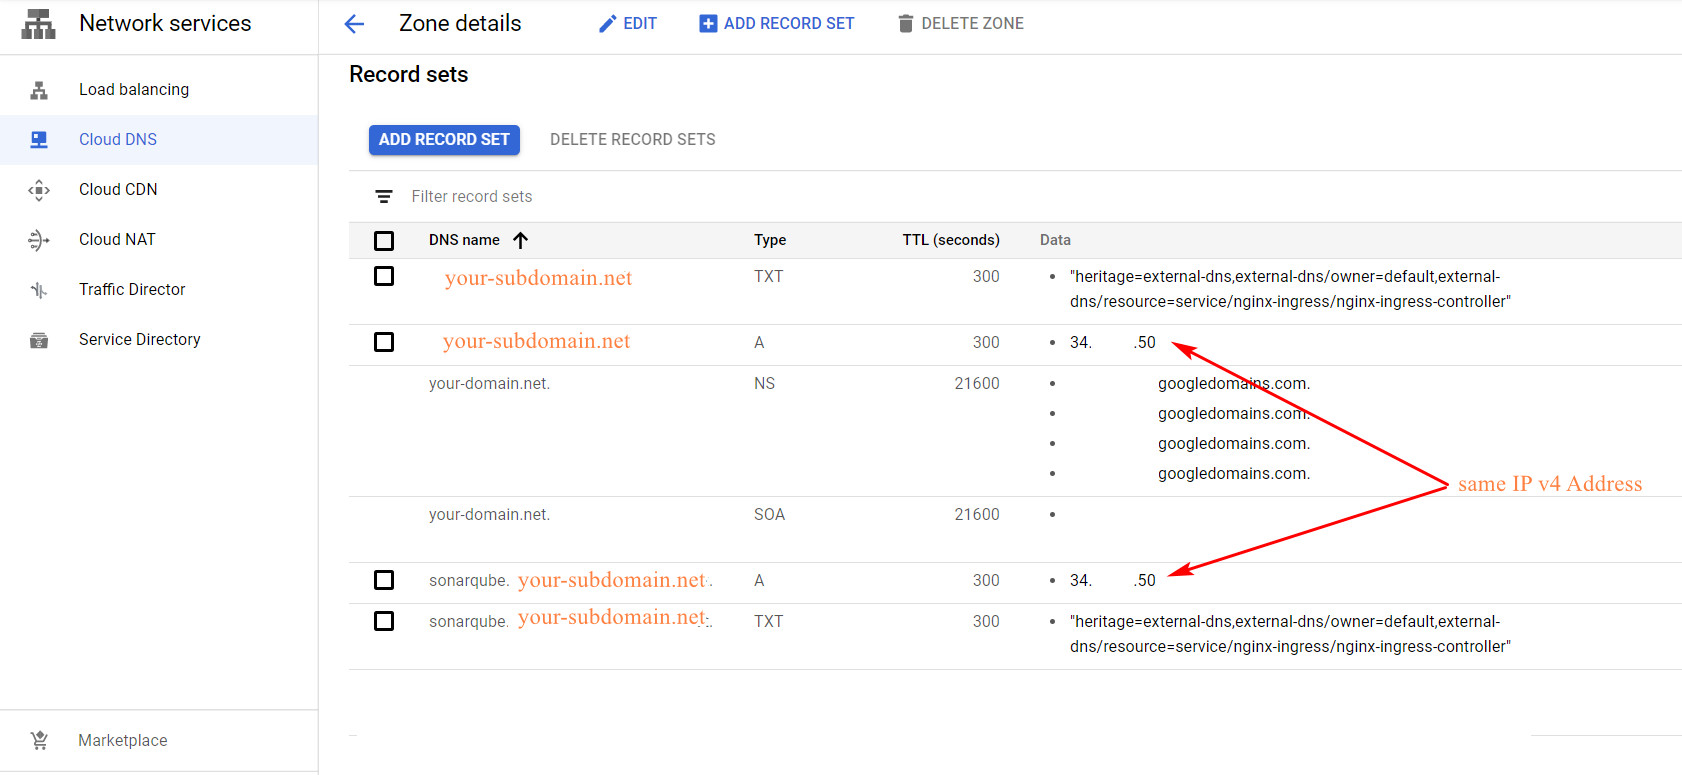 Network services
Zone details
EDIT
ADD RECORD SET
DELETE ZONE
Load balancing
Cloud DNS
Cloud CDN
Cloud NAT
Traffic Director
Service Directory
Marketplace
Record sets
ADD RECORD SET
DELETE RECORD SETS
Filter record sets
DNS name Type TTL (seconds) Data
your-subdomain.net TXT 300 • "heritage=external-dns,external-dns/owner=default,external-
dns/resource=service/nginx-ingress/nginx-ingress-controller"
your-subdomain.net A 300 • 34. .50
your-domain.net. NS 21600 • googledomains.com.
• googledomains.com.
• googledomains.com.
• googledomains.com.
same IP v4 Address
your-domain.net. SOA 21600 •
sonarqube. your-subdomain.net. A 300 • 34. .50
sonarqube. your-subdomain.net. TXT 300 • "heritage=external-dns,external-dns/owner=default,external-
dns/resource=service/nginx-ingress/nginx-ingress-controller"